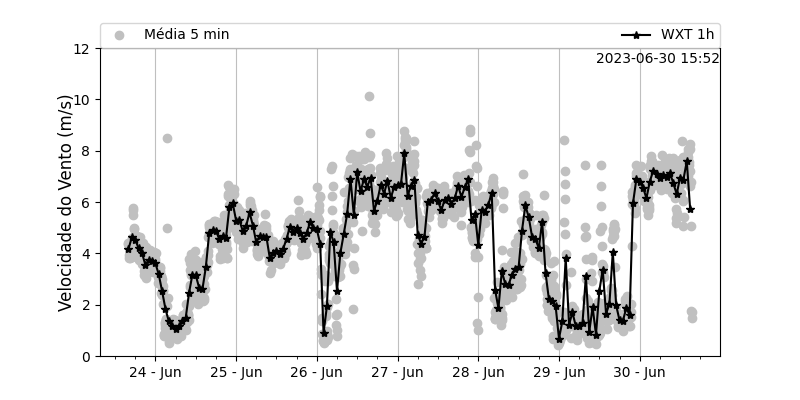 Média 5 min
WXT 1h
2023-06-30 15:52
Velocidade do Vento (m/s)
12
10
8
6
4
2
0
24 - Jun
25 - Jun
26 - Jun
27 - Jun
28 - Jun
29 - Jun
30 - Jun